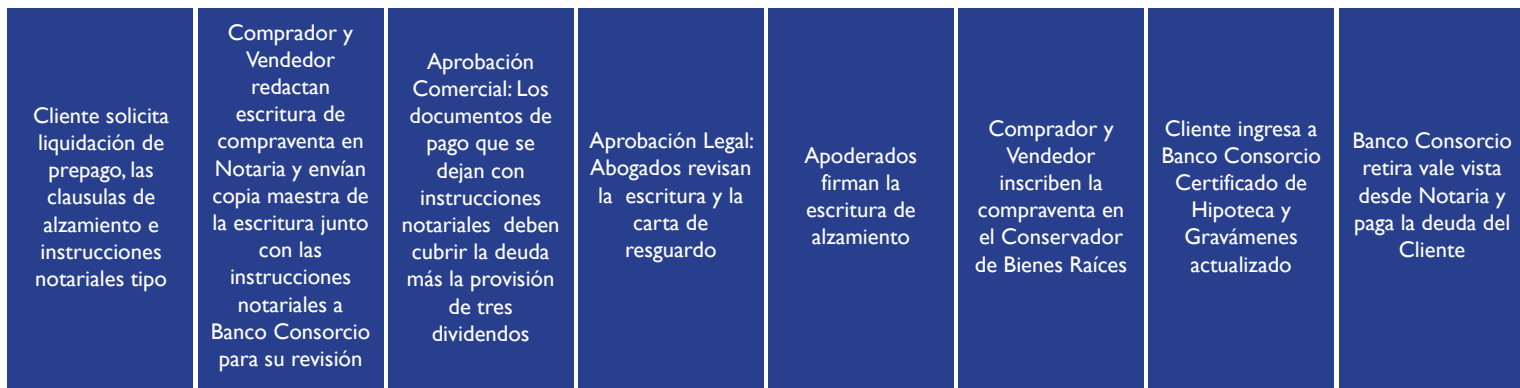 Cliente solicita
liquidación de
prepago, las
clausulas de
alzamiento e
instrucciones
notariales tipo
Comprador y
Vendedor
redactan
escritura de
compraventa en
Notaria y envían
copia maestra de
la escritura junto
con las
instrucciones
notariales a
Banco Consorcio
para su revisión
Aprobación
Comercial: Los
documentos de
pago que se
dejan con
instrucciones
notariales deben
cubrir la deuda
más la provisión
de tres
dividendos
Aprobación Legal:
Abogados revisan
la escritura y la
carta de
resguardo
Apoderados
firman la
escritura de
alzamiento
Comprador y
Vendedor
inscriben la
compraventa en
el Conservador
de Bienes Raíces
Cliente ingresa a
Banco Consorcio
Certificado de
Hipoteca y
Gravámenes
actualizado
Banco Consorcio
retira vale vista
desde Notaria y
paga la deuda del
Cliente